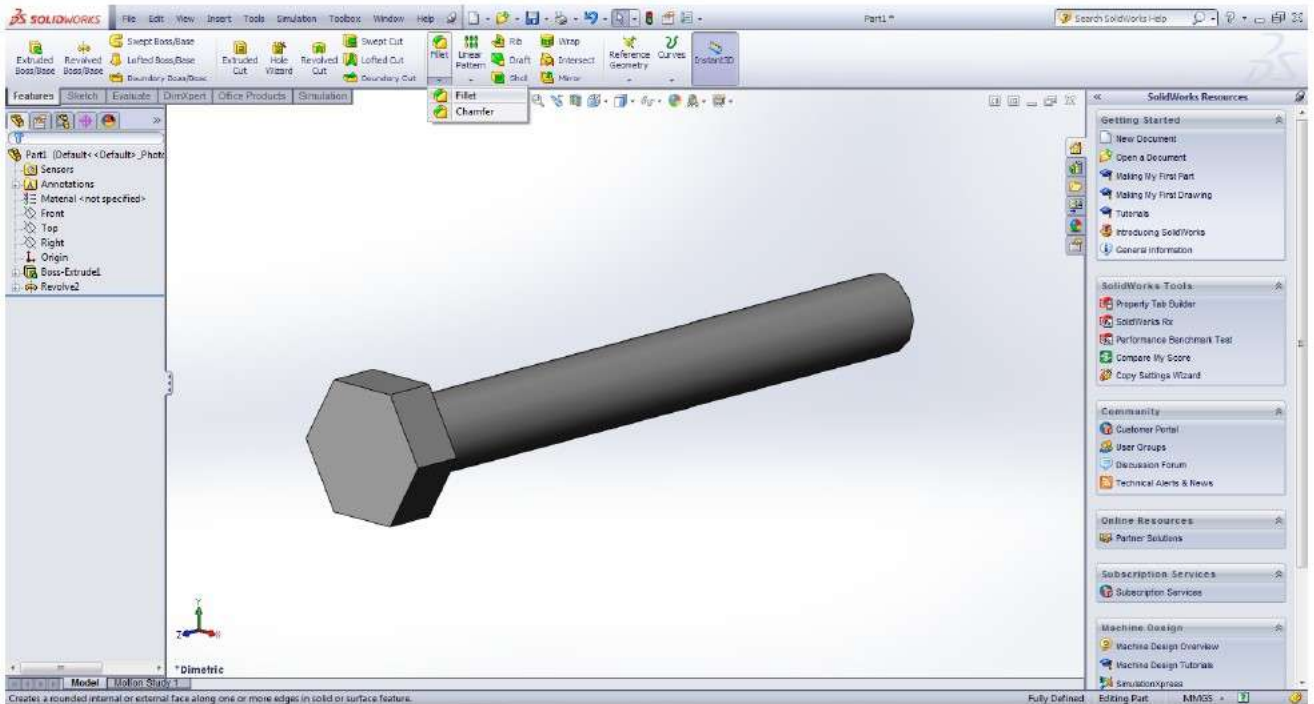 SOLIDWORKS File Edit View Insert Tools Simulation Toolbox Window Help
Part1 *
Search SolidWorks Help
Extruded Boss/Base
Revolved Boss/Base
Swept Boss/Base
Lofted Boss/Base
Boundary Boss/Base
Extruded Cut
Hole Wizard
Revolved Cut
Swept Cut
Lofted Cut
Boundary Cut
Fillet
Linear Pattern
Rib
Draft
Shell
Wrap
Intersect
Mirror
Reference Geometry
Curves
Instant3D
Features Sketch Evaluate DimXpert Office Products Simulation
Fillet
Chamfer
Part1 (Default<<Default>_Phot
Sensors
Annotations
Material <not specified>
Front
Top
Right
Origin
Boss-Extrude1
Revolve2
Y
Z
X
*Dimetric
Model Motion Study 1
Creates a rounded internal or external face along one or more edges in solid or surface feature.
Fully Defined Editing Part MMGS
SolidWorks Resources
Getting Started
New Document
Open a Document
Making My First Part
Making My First Drawing
Tutorials
Introducing SolidWorks
General Information
SolidWorks Tools
Property Tab Builder
SolidWorks Rx
Performance Benchmark Test
Compare My Score
Copy Settings Wizard
Community
Customer Portal
User Groups
Discussion Forum
Technical Alerts & News
Online Resources
Partner Solutions
Subscription Services
Subscription Services
Machine Design
Machine Design Overview
Machine Design Tutorials
SimulationXpress